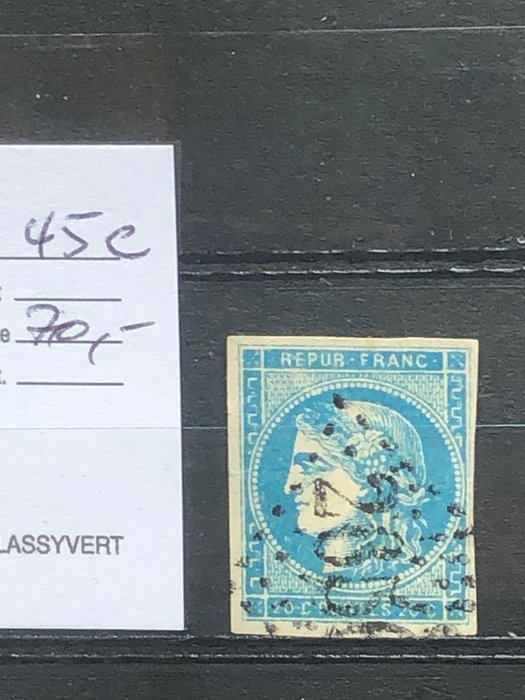 45c
e 70,-
t.
LASSYVERT
REPUB·FRANC